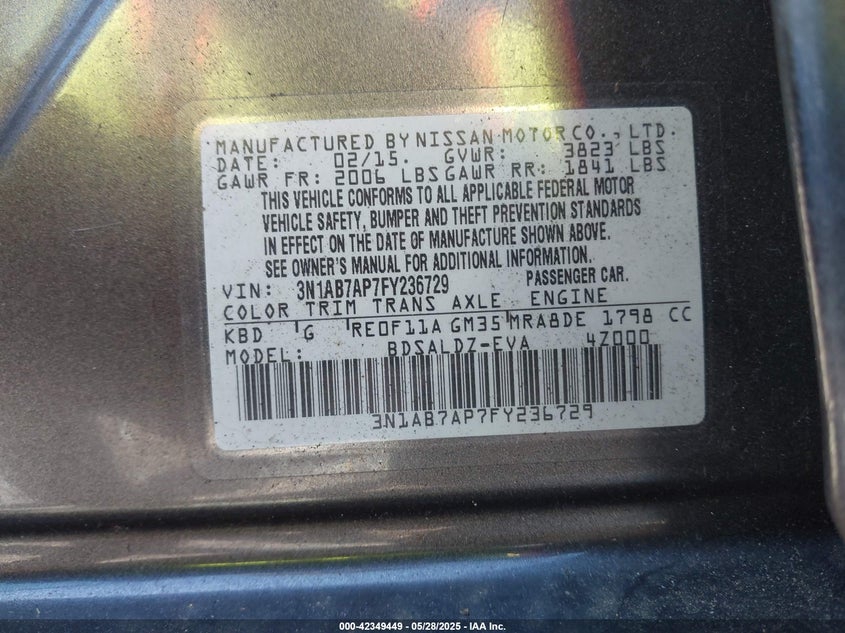 MANUFACTURED BY NISSAN MOTOR CO., LTD.
DATE: 02/15. GVWR: 3823 LBS
GAWR FR: 2006 LBS GAWR RR: 1841 LBS
THIS VEHICLE CONFORMS TO ALL APPLICABLE FEDERAL MOTOR
VEHICLE SAFETY, BUMPER AND THEFT PREVENTION STANDARDS
IN EFFECT ON THE DATE OF MANUFACTURE SHOWN ABOVE.
SEE OWNER'S MANUAL FOR ADDITIONAL INFORMATION.
VIN: 3N1AB7AP7FY236729 PASSENGER CAR.
COLOR TRIM TRANS AXLE ENGINE
KBD G RE0F11A GM35 MRA8DE 1798 CC
MODEL: BDSALDZ-EVA 4Z000
3N1AB7AP7FY236729
000-42349449 - 05/28/2025 - IAA Inc.